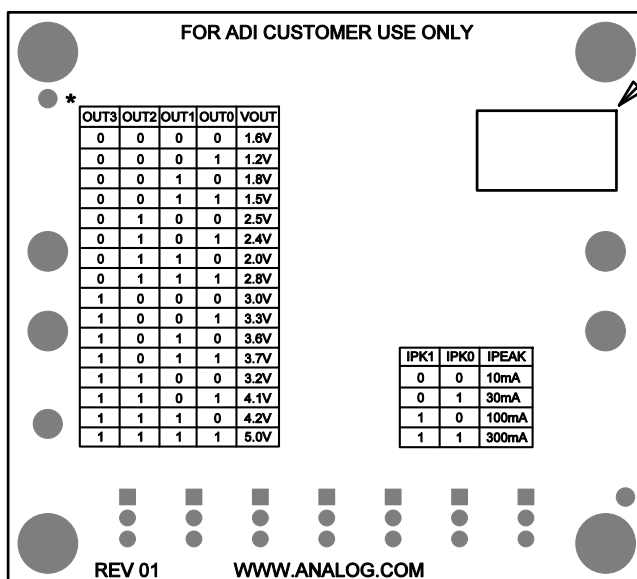 FOR ADI CUSTOMER USE ONLY
*
OUT3 OUT2 OUT1 OUT0 VOUT
0 0 0 0 1.6V
0 0 0 1 1.2V
0 0 1 0 1.8V
0 0 1 1 1.5V
0 1 0 0 2.5V
0 1 0 1 2.4V
0 1 1 0 2.0V
0 1 1 1 2.8V
1 0 0 0 3.0V
1 0 0 1 3.3V
1 0 1 0 3.6V
1 0 1 1 3.7V
1 1 0 0 3.2V
1 1 0 1 4.1V
1 1 1 0 4.2V
1 1 1 1 5.0V
IPK1 IPK0 IPEAK
0 0 10mA
0 1 30mA
1 0 100mA
1 1 300mA
REV 01 WWW.ANALOG.COM